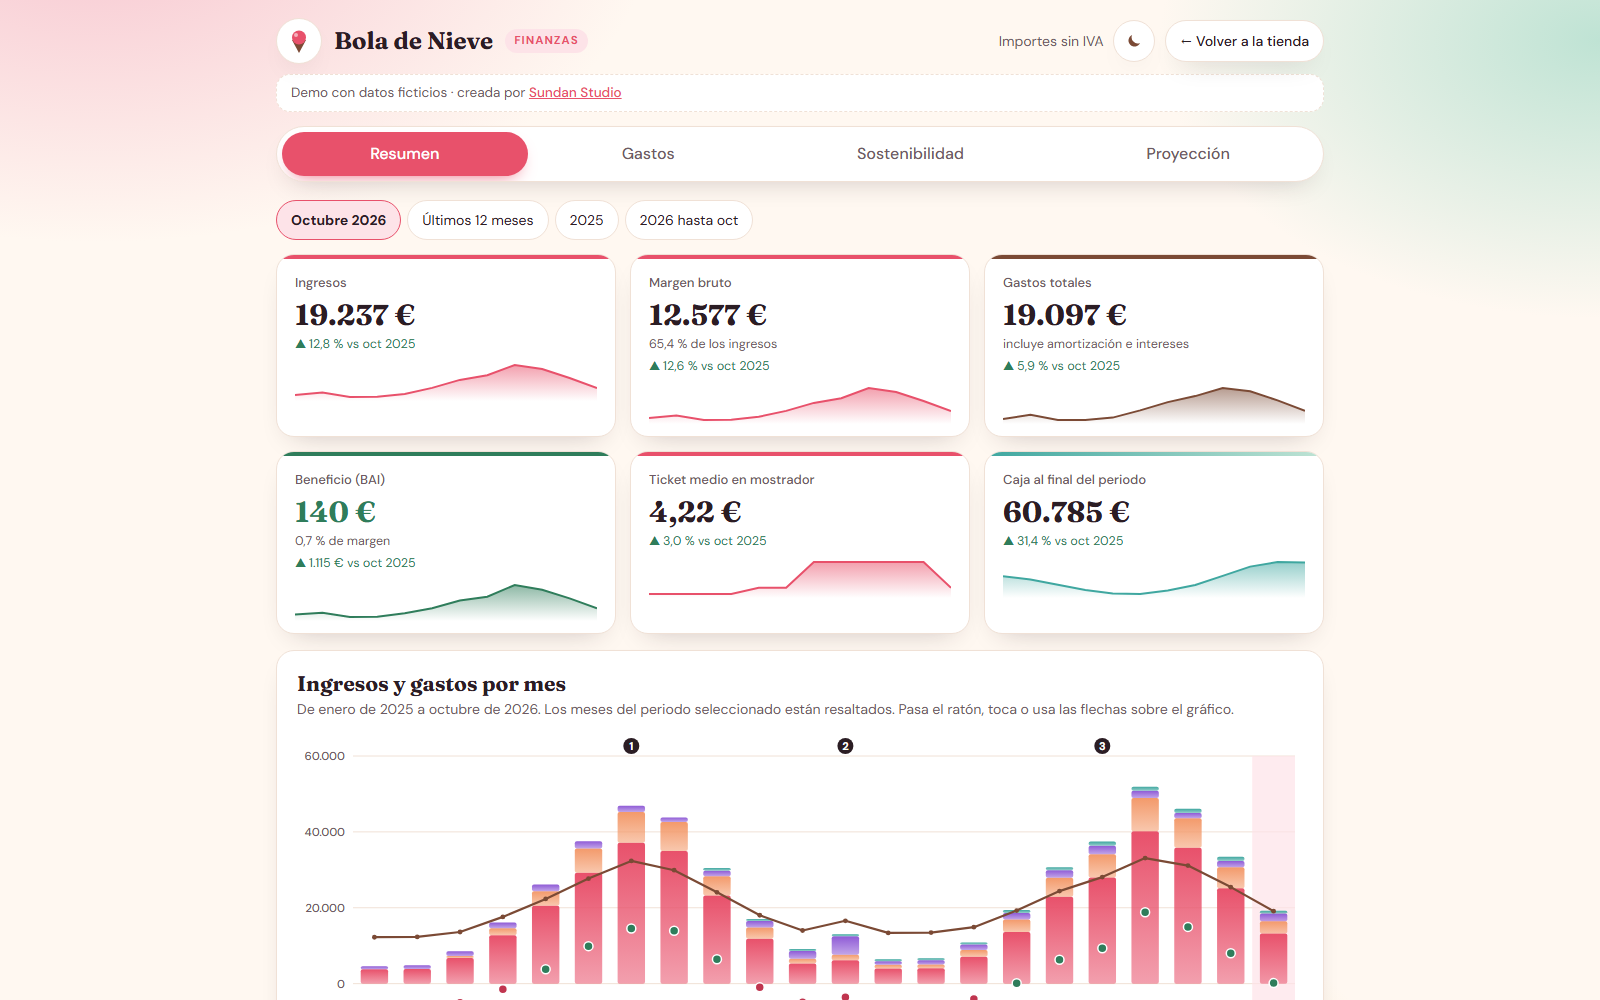 Bola de Nieve FINANZAS Importes sin IVA ← Volver a la tienda
Demo con datos ficticios · creada por Sundan Studio
Resumen Gastos Sostenibilidad Proyección
Octubre 2026 Últimos 12 meses 2025 2026 hasta oct
Ingresos
19.237 €
▲ 12,8 % vs oct 2025
Margen bruto
12.577 €
65,4 % de los ingresos
▲ 12,6 % vs oct 2025
Gastos totales
19.097 €
incluye amortización e intereses
▲ 5,9 % vs oct 2025
Beneficio (BAI)
140 €
0,7 % de margen
▲ 1.115 € vs oct 2025
Ticket medio en mostrador
4,22 €
▲ 3,0 % vs oct 2025
Caja al final del periodo
60.785 €
▲ 31,4 % vs oct 2025
Ingresos y gastos por mes
De enero de 2025 a octubre de 2026. Los meses del periodo seleccionado están resaltados. Pasa el ratón, toca o usa las flechas sobre el gráfico.
1 2 3
60.000
40.000
20.000
0